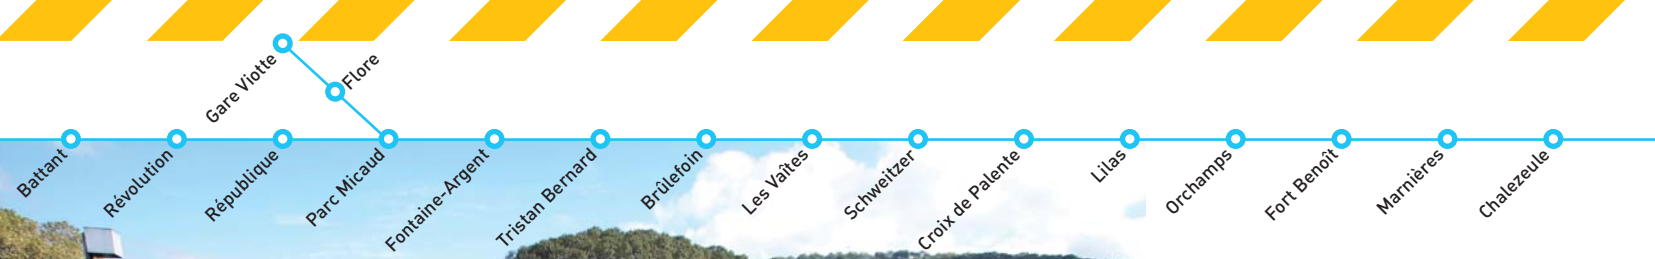 Gare Viotte
Flore
Battant
Révolution
République
Parc Micaud
Fontaine-Argent
Tristan Bernard
Brûlefoin
Les Vaîtes
Schweitzer
Croix de Palente
Lilas
Orchamps
Fort Benoît
Marnières
Chalezeule